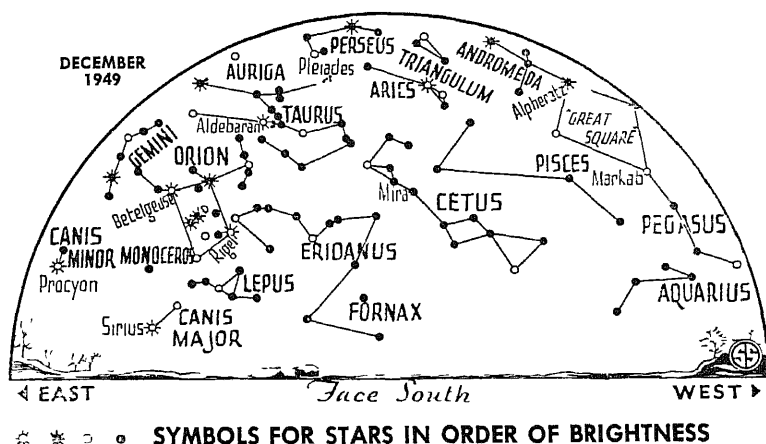 DECEMBER
1949
PERSEUS
Pleiades
AURIGA
TRIANGULUM
ARIES
ANDROMEDA
Alpheratz
"GREAT
SQUARE"
Aldebaran
TAURUS
GEMINI
ORION
PISCES
Markab
Betelgeuse
Mira
CETUS
PEGASUS
CANIS
MINOR
MONOCEROS
Rigel
ERIDANUS
Procyon
LEPUS
FORNAX
AQUARIUS
Sirius
CANIS
MAJOR
EAST
Face South
WEST
SYMBOLS FOR STARS IN ORDER OF BRIGHTNESS